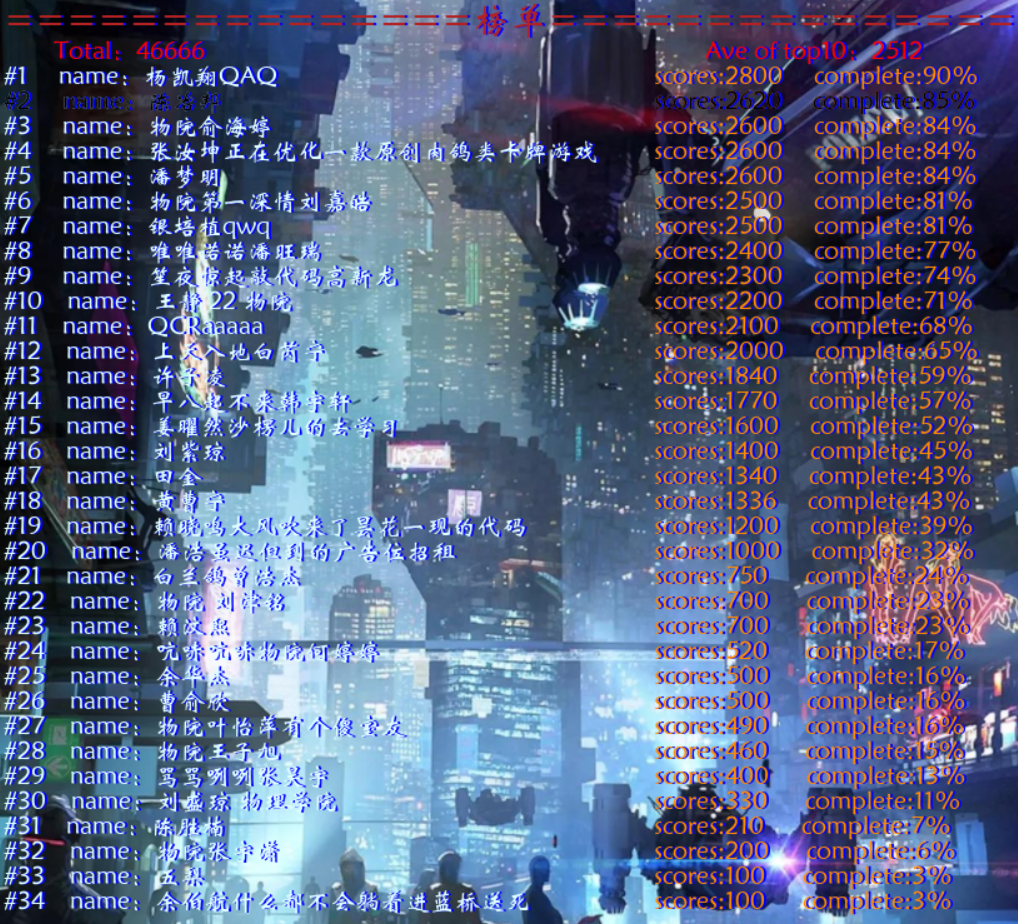 ====================榜单====================
Total：46666 Ave of top10：2512
#1 name：杨凯翔QAQ scores:2800 complete:90%
#2 name： scores:2620 complete:85%
#3 name：物院俞海婷 scores:2600 complete:84%
#4 name：张汝坤正在优化一款原创肉鸽类卡牌游戏 scores:2600 complete:84%
#5 name：潘梦明 scores:2600 complete:84%
#6 name：物院第一深情刘嘉皓 scores:2500 complete:81%
#7 name：银培植qwq scores:2500 complete:81%
#8 name：唯唯诺诺潘旺瑞 scores:2400 complete:77%
#9 name：笙夜惊起敲代码高新龙 scores:2300 complete:74%
#10 name：王静22 物院 scores:2200 complete:71%
#11 name：QCRaaaaa scores:2100 complete:68%
#12 name：上天入地白芮宇 scores:2000 complete:65%
#13 name：许子凌 scores:1840 complete:59%
#14 name：早八起不来韩宇轩 scores:1770 complete:57%
#15 name：姜曜然沙楞儿的去学习 scores:1600 complete:52%
#16 name：刘紫琼 scores:1400 complete:45%
#17 name：田金 scores:1340 complete:43%
#18 name：黄曹宁 scores:1336 complete:43%
#19 name：赖晓鸣大风吹来了昙花一现的代码 scores:1200 complete:39%
#20 name：潘浩虽迟但到的广告位招租 scores:1000 complete:32%
#21 name：白兰鸽曾浩杰 scores:750 complete:24%
#22 name：物院 刘津铭 scores:700 complete:23%
#23 name：赖汶熙 scores:700 complete:23%
#24 name：吭哧吭哧物院何婷婷 scores:520 complete:17%
#25 name：余华杰 scores:500 complete:16%
#26 name：曹俞欣 scores:500 complete:16%
#27 name：物院叶怡萍有个傻室友 scores:490 complete:16%
#28 name：物院王子旭 scores:460 complete:15%
#29 name：骂骂咧咧张昊宇 scores:400 complete:13%
#30 name：刘盛琼 物理学院 scores:330 complete:11%
#31 name：陈胜楠 scores:210 complete:7%
#32 name：物院张宇潇 scores:200 complete:6%
#33 name：五梨 scores:100 complete:3%
#34 name：余伯航什么都不会躺着进蓝桥送死 scores:100 complete:3%